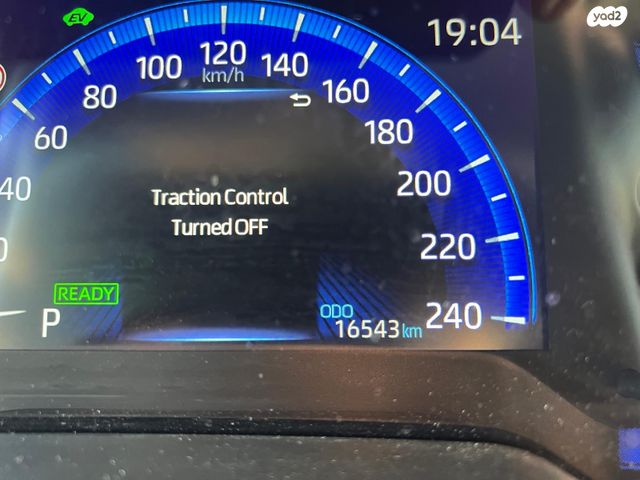 EV
19:04
yad2
120
km/h
100
140
80
160
60
180
40
200
220
240
0
Traction Control
Turned OFF
READY
P
ODO
16543 km